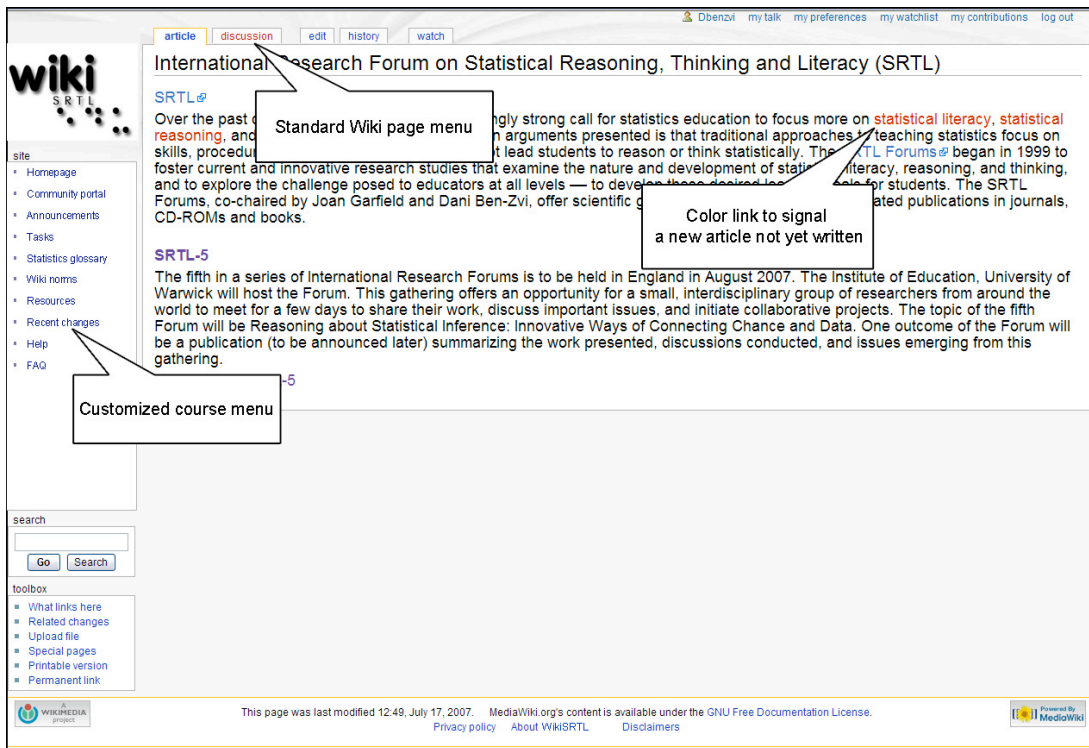 Dbenzvi my talk my preferences my watchlist my contributions log out
article discussion edit history watch
wiki
SRTL
International Research Forum on Statistical Reasoning, Thinking and Literacy (SRTL)
SRTL
Over the past ngly strong call for statistics education to focus more on statistical literacy, statistical
reasoning, and n arguments presented is that traditional approaches to teaching statistics focus on
skills, procedu t lead students to reason or think statistically. The SRTL Forums began in 1999 to
foster current and innovative research studies that examine the nature and development of statistical literacy, reasoning, and thinking,
and to explore the challenge posed to educators at all levels — to develop these desired for students. The SRTL
Forums, co-chaired by Joan Garfield and Dani Ben-Zvi, offer scientific ated publications in journals,
CD-ROMs and books.
Standard Wiki page menu
Color link to signal
a new article not yet written
SRTL-5
The fifth in a series of International Research Forums is to be held in England in August 2007. The Institute of Education, University of
Warwick will host the Forum. This gathering offers an opportunity for a small, interdisciplinary group of researchers from around the
world to meet for a few days to share their work, discuss important issues, and initiate collaborative projects. The topic of the fifth
Forum will be Reasoning about Statistical Inference: Innovative Ways of Connecting Chance and Data. One outcome of the Forum will
be a publication (to be announced later) summarizing the work presented, discussions conducted, and issues emerging from this
gathering.
-5
site
Homepage
Community portal
Announcements
Tasks
Statistics glossary
Wiki norms
Resources
Recent changes
Help
FAQ
Customized course menu
search
Go Search
toolbox
What links here
Related changes
Upload file
Special pages
Printable version
Permanent link
A
WIKIMEDIA
project
This page was last modified 12:49, July 17, 2007. MediaWiki.org's content is available under the GNU Free Documentation License.
Privacy policy About WikiSRTL Disclaimers
Powered By
MediaWiki